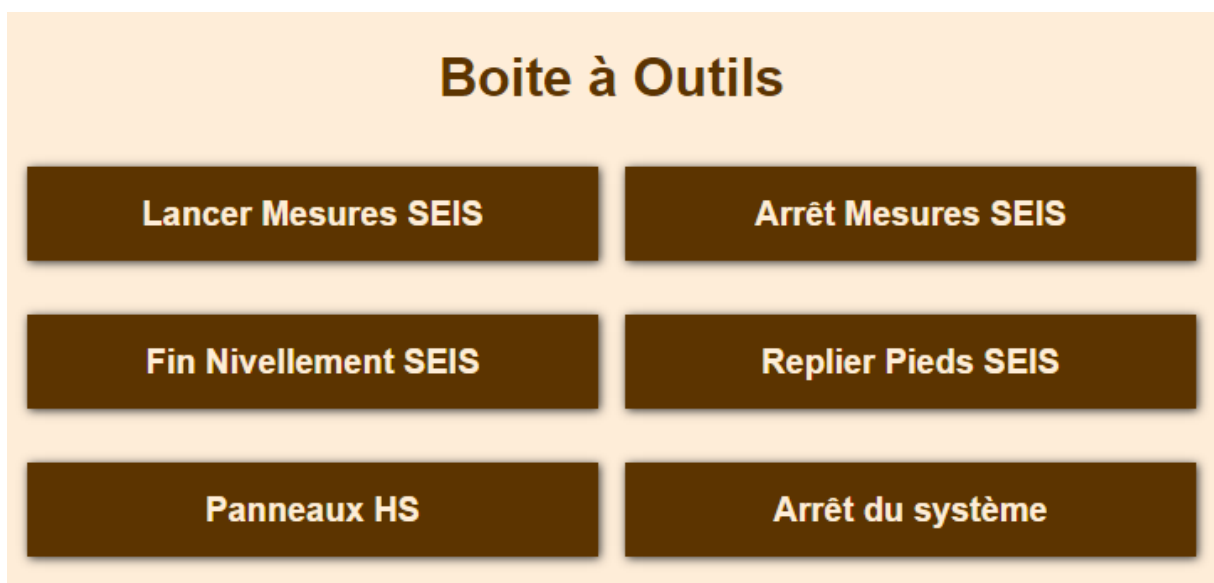 Boite à Outils
Lancer Mesures SEIS
Arrêt Mesures SEIS
Fin Nivellement SEIS
Replier Pieds SEIS
Panneaux HS
Arrêt du système